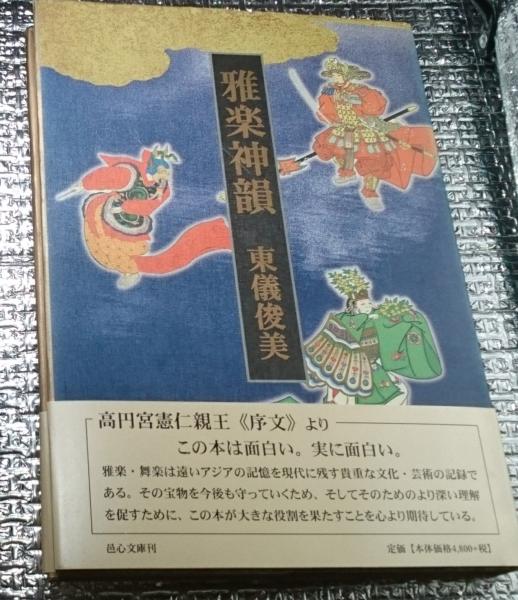 雅楽神韻
東儀俊美
高円宮憲仁親王《序文》より
この本は面白い。実に面白い。
雅楽・舞楽は遠いアジアの記憶を現代に残す貴重な文化・芸術の記録で
ある。その宝物を今後も守っていくため、そしてそのためのより深い理解
を促すために、この本が大きな役割を果たすことを心より期待している。
邑心文庫刊
定価【本体価格4,800+税】